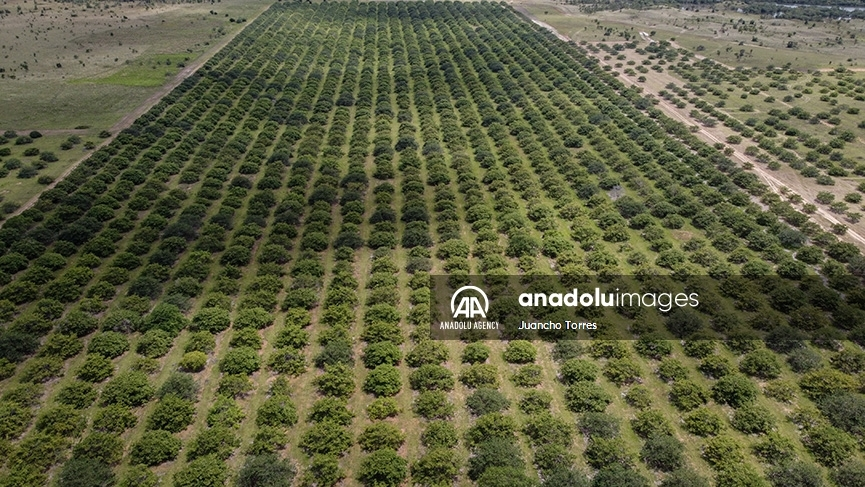 AA
ANADOLU AGENCY
anadoluimages
Juancho Torres